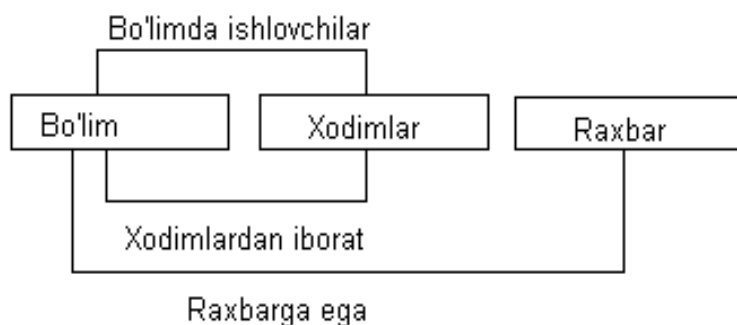 Bo'limda ishlovchilar
Bo'lim
Xodimlar
Raxbar
Xodimlardan iborat
Raxbarga ega